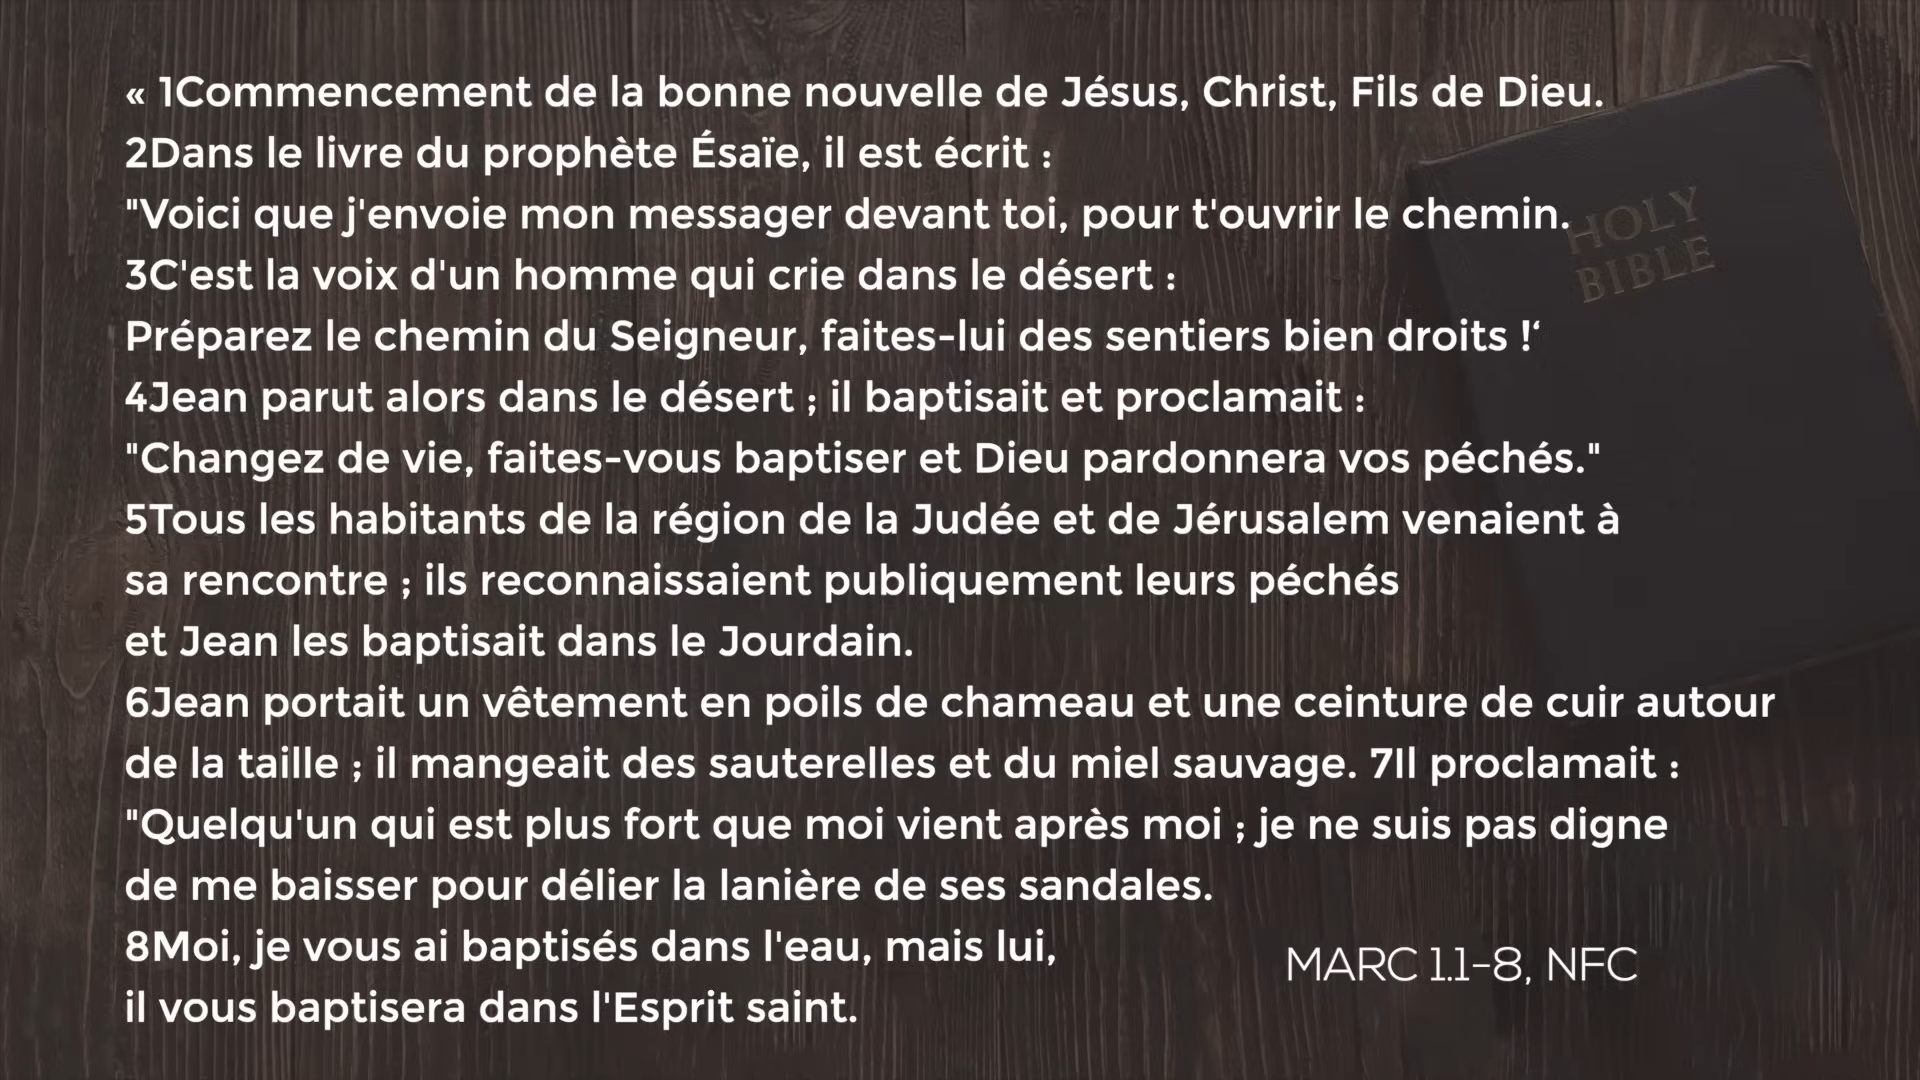 « 1Commencement de la bonne nouvelle de Jésus, Christ, Fils de Dieu.
2Dans le livre du prophète Ésaïe, il est écrit :
"Voici que j'envoie mon messager devant toi, pour t'ouvrir le chemin.
3C'est la voix d'un homme qui crie dans le désert :
Préparez le chemin du Seigneur, faites-lui des sentiers bien droits !‘
4Jean parut alors dans le désert ; il baptisait et proclamait :
"Changez de vie, faites-vous baptiser et Dieu pardonnera vos péchés."
5Tous les habitants de la région de la Judée et de Jérusalem venaient à
sa rencontre ; ils reconnaissaient publiquement leurs péchés
et Jean les baptisait dans le Jourdain.
6Jean portait un vêtement en poils de chameau et une ceinture de cuir autour
de la taille ; il mangeait des sauterelles et du miel sauvage. 7Il proclamait :
"Quelqu'un qui est plus fort que moi vient après moi ; je ne suis pas digne
de me baisser pour délier la lanière de ses sandales.
8Moi, je vous ai baptisés dans l'eau, mais lui,
il vous baptisera dans l'Esprit saint.
MARC 1.1-8, NFC
HOLY
BIBLE